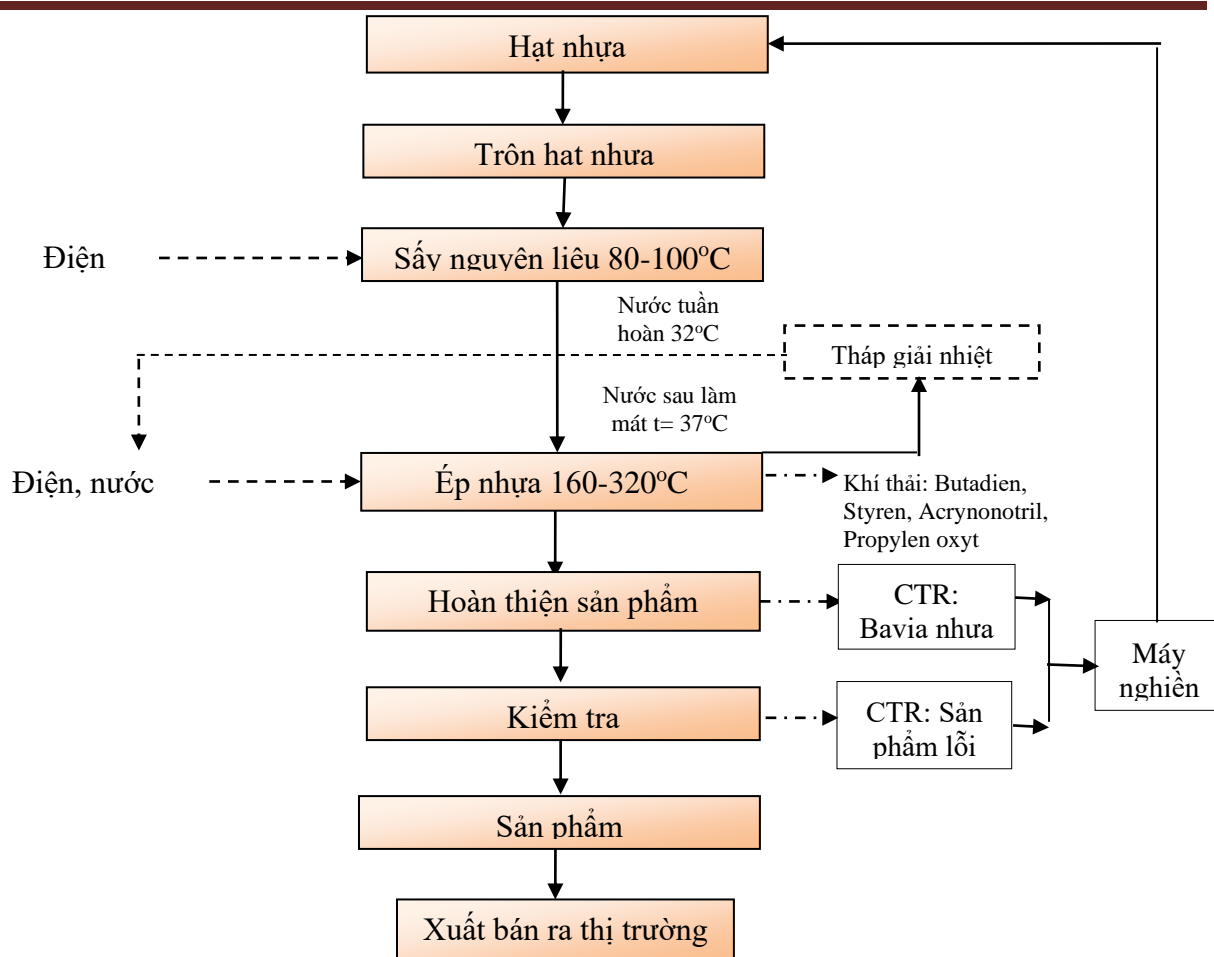 Hạt nhựa
Trôn hat nhưa
Điện
Sấy nguyên liêu 80-100°C
Nước tuần
hoàn 32°C
Tháp giải nhiệt
Nước sau làm
mát t= 37°C
Điện, nước
Ép nhựa 160-320°C
Khí thải: Butadien,
Styren, Acrynonotril,
Propylen oxyt
Hoàn thiện sản phẩm
CTR:
Bavia nhưa
Máy
nghiền
Kiểm tra
CTR: Sản
phẩm lỗi
Sản phẩm
Xuất bán ra thị trường